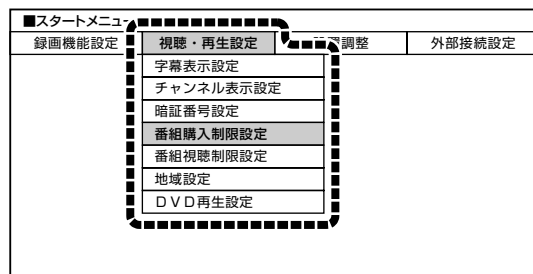 ■スタートメニュー
録画機能設定 視聴・再生設定 調整 外部接続設定
字幕表示設定
チャンネル表示設定
暗証番号設定
番組購入制限設定
番組視聴制限設定
地域設定
ＤＶＤ再生設定